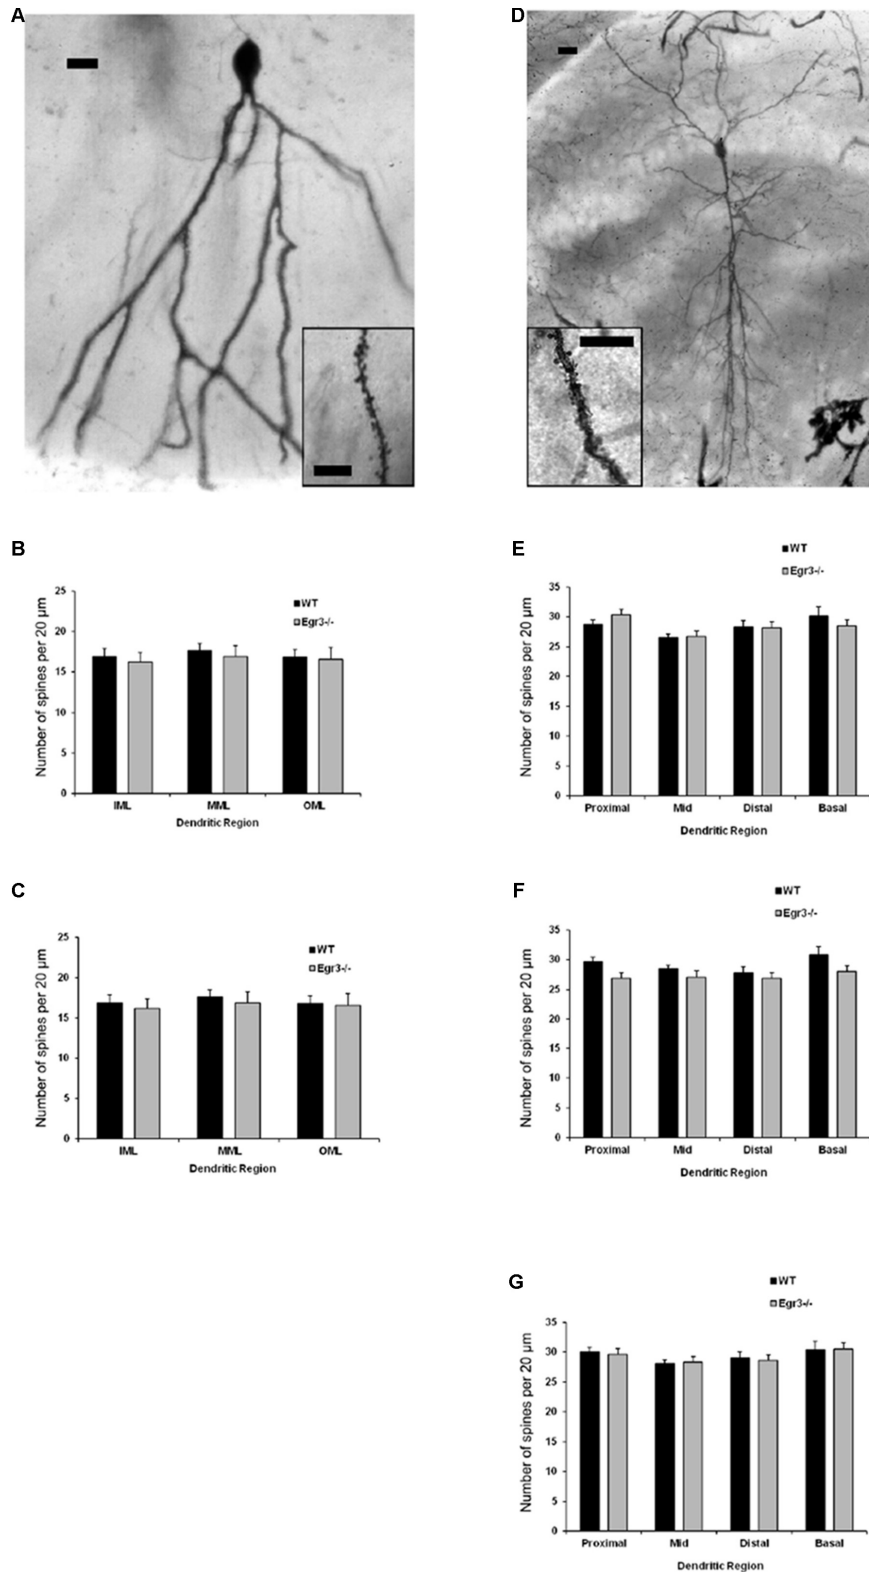 A
D
B
Number of spines per 20 µm
25
20
15
10
5
0
WT
Egr3-/-
IML
MML
OML
Dendritic Region
E
Number of spines per 20 µm
35
30
25
20
15
10
5
0
WT
Egr3-/-
Proximal
Mid
Distal
Basal
Dendritic Region
C
Number of spines per 20 µm
25
20
15
10
5
0
WT
Egr3-/-
IML
MML
OML
Dendritic Region
F
Number of spines per 20 µm
35
30
25
20
15
10
5
0
WT
Egr3-/-
Proximal
Mid
Distal
Basal
Dendritic Region
G
Number of spines per 20 µm
35
30
25
20
15
10
5
0
WT
Egr3-/-
Proximal
Mid
Distal
Basal
Dendritic Region